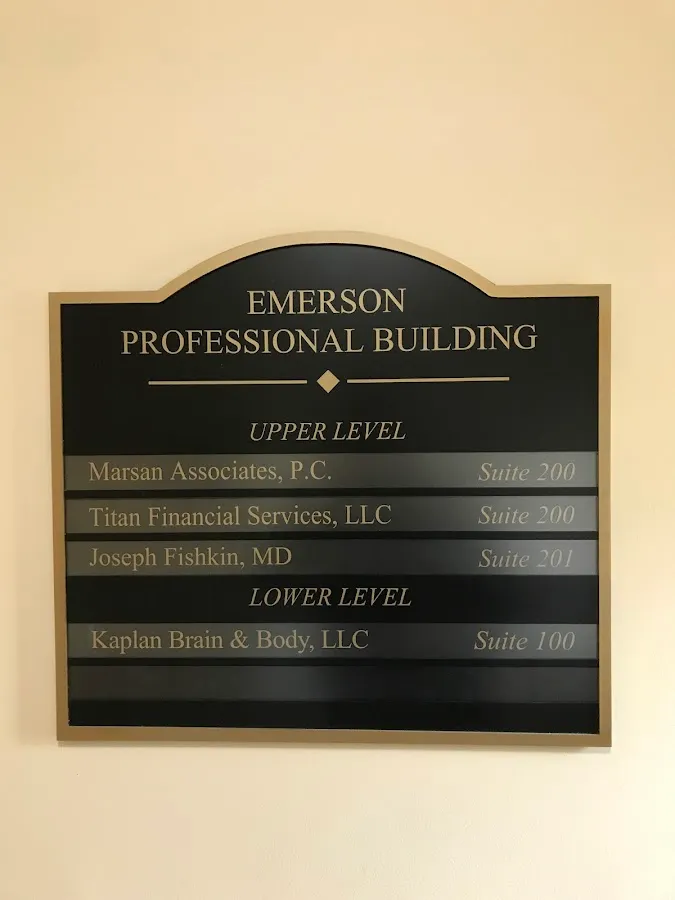 EMERSON
PROFESSIONAL BUILDING
UPPER LEVEL
Marsan Associates, P.C. Suite 200
Titan Financial Services, LLC Suite 200
Joseph Fishkin, MD Suite 201
LOWER LEVEL
Kaplan Brain & Body, LLC Suite 100